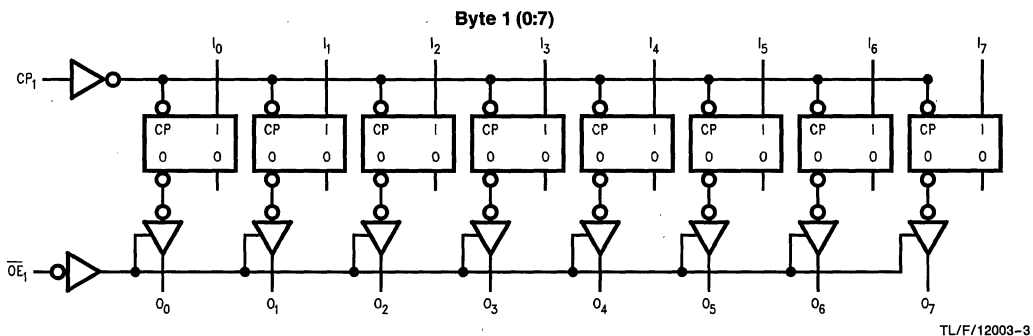 Byte 1 (0:7)
I0 I1 I2 I3 I4 I5 I6 I7
CP1
CP I CP I CP I CP I CP I CP I CP I CP I
O O O O O O O O O O O O O O O O
OE1
O0 O1 O2 O3 O4 O5 O6 O7
TL/F/12003-3